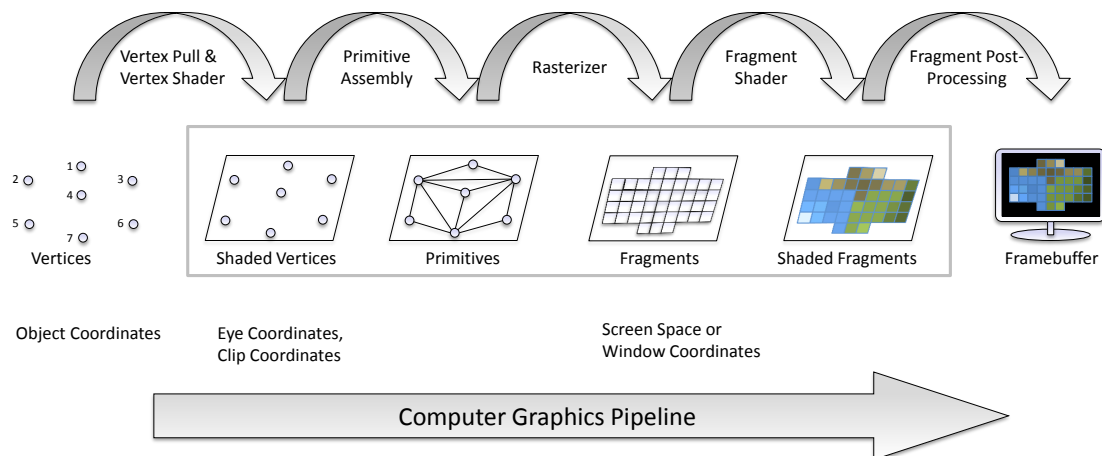 Vertex Pull &
Vertex Shader
Primitive
Assembly
Rasterizer
Fragment
Shader
Fragment Post-
Processing
1
2
3
4
5
6
7
Vertices
Shaded Vertices
Primitives
Fragments
Shaded Fragments
Framebuffer
Object Coordinates
Eye Coordinates,
Clip Coordinates
Screen Space or
Window Coordinates
Computer Graphics Pipeline